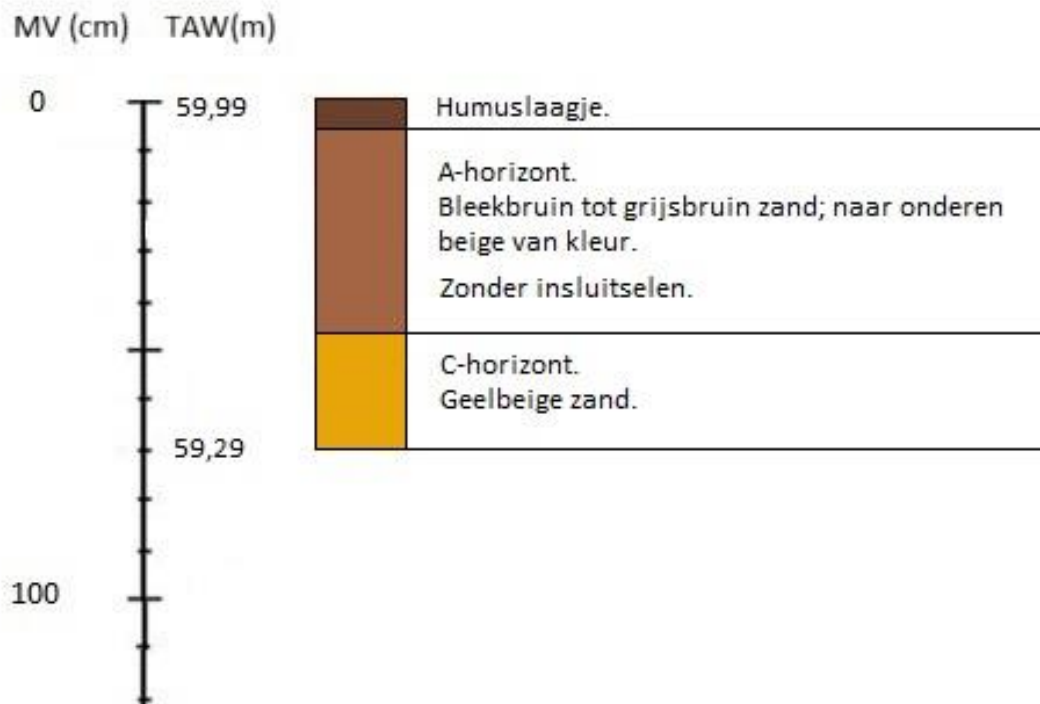 MV (cm) TAW(m)
0
59,99
Humuslaagje.
A-horizont.
Bleekbruin tot grijsbruin zand; naar onderen
beige van kleur.
Zonder insluitselen.
C-horizont.
Geelbeige zand.
59,29
100